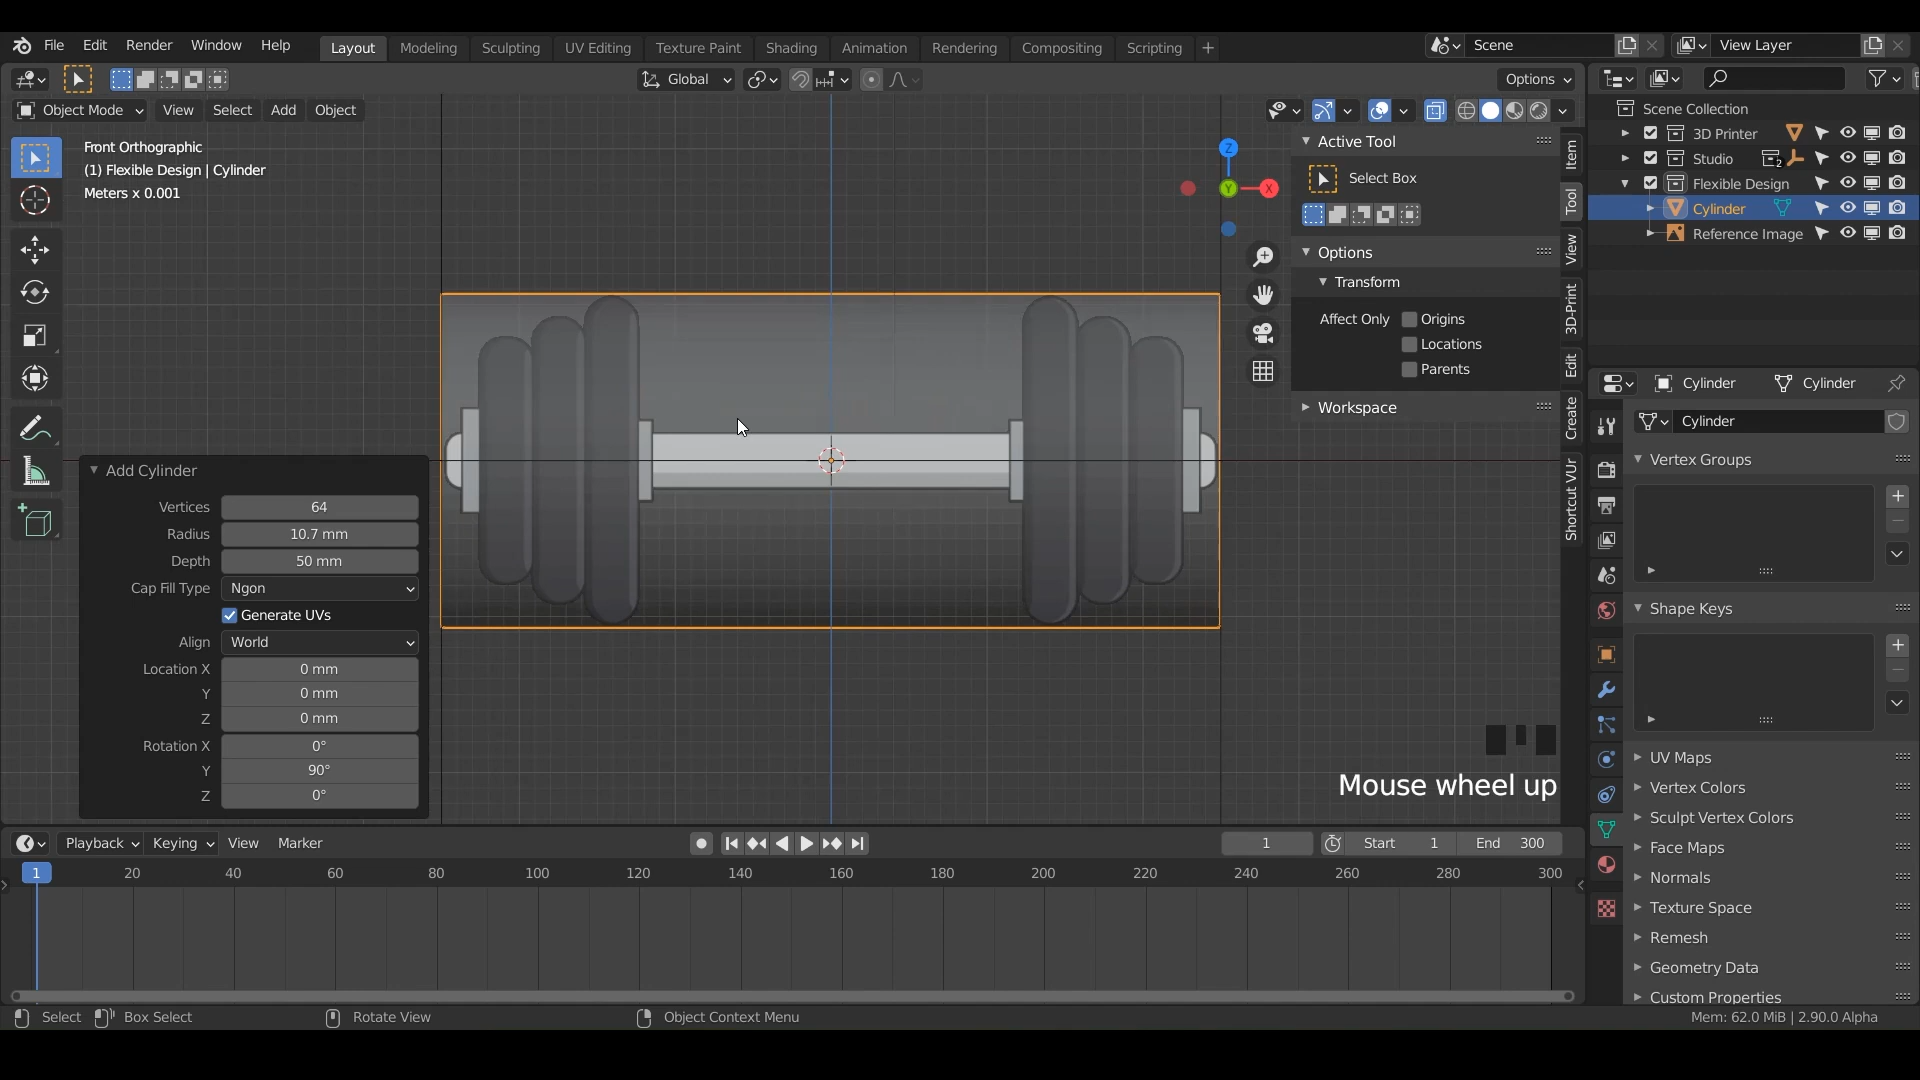 File Edit Render Window Help Layout Modeling Sculpting UV Editing Texture Paint Shading Animation Rendering Compositing Scripting + Scene View Layer
Global Options
Object Mode View Select Add Object
Front Orthographic
(1) Flexible Design | Cylinder
Meters x 0.001
Z
Y
X
Active Tool
Select Box
Options
Transform
Affect Only Origins
Locations
Parents
Workspace
Item
Tool
View
3D-Print
Edit
Create
Shortcut VUr
Scene Collection
3D Printer
Studio 2
Flexible Design
Cylinder
Reference Image
Cylinder Cylinder
Cylinder
Vertex Groups
Shape Keys
UV Maps
Vertex Colors
Sculpt Vertex Colors
Face Maps
Normals
Texture Space
Remesh
Geometry Data
Custom Properties
Add Cylinder
Vertices 64
Radius 10.7 mm
Depth 50 mm
Cap Fill Type Ngon
Generate UVs
Align World
Location X 0 mm
Y 0 mm
Z 0 mm
Rotation X 0°
Y 90°
Z 0°
Mouse wheel up
Playback Keying View Marker 1 Start 1 End 300
1 20 40 60 80 100 120 140 160 180 200 220 240 260 280 300
Select Box Select Rotate View Object Context Menu Mem: 62.0 MiB | 2.90.0 Alpha